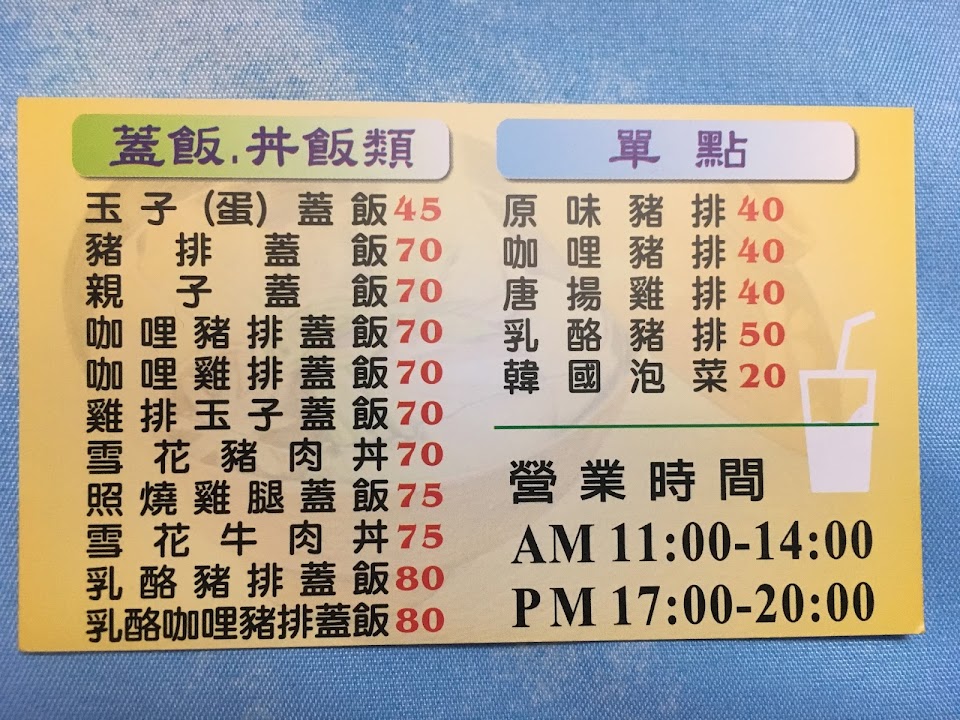 蓋飯.丼飯類
玉子(蛋)蓋飯45
豬排蓋飯70
親子蓋飯70
咖哩豬排蓋飯70
咖哩雞排蓋飯70
雞排玉子蓋飯70
雪花豬肉丼70
照燒雞腿蓋飯75
雪花牛肉丼75
乳酪豬排蓋飯80
乳酪咖哩豬排蓋飯80
單點
原味豬排40
咖哩豬排40
唐揚雞排40
乳酪豬排50
韓國泡菜20
營業時間
AM 11:00-14:00
PM 17:00-20:00